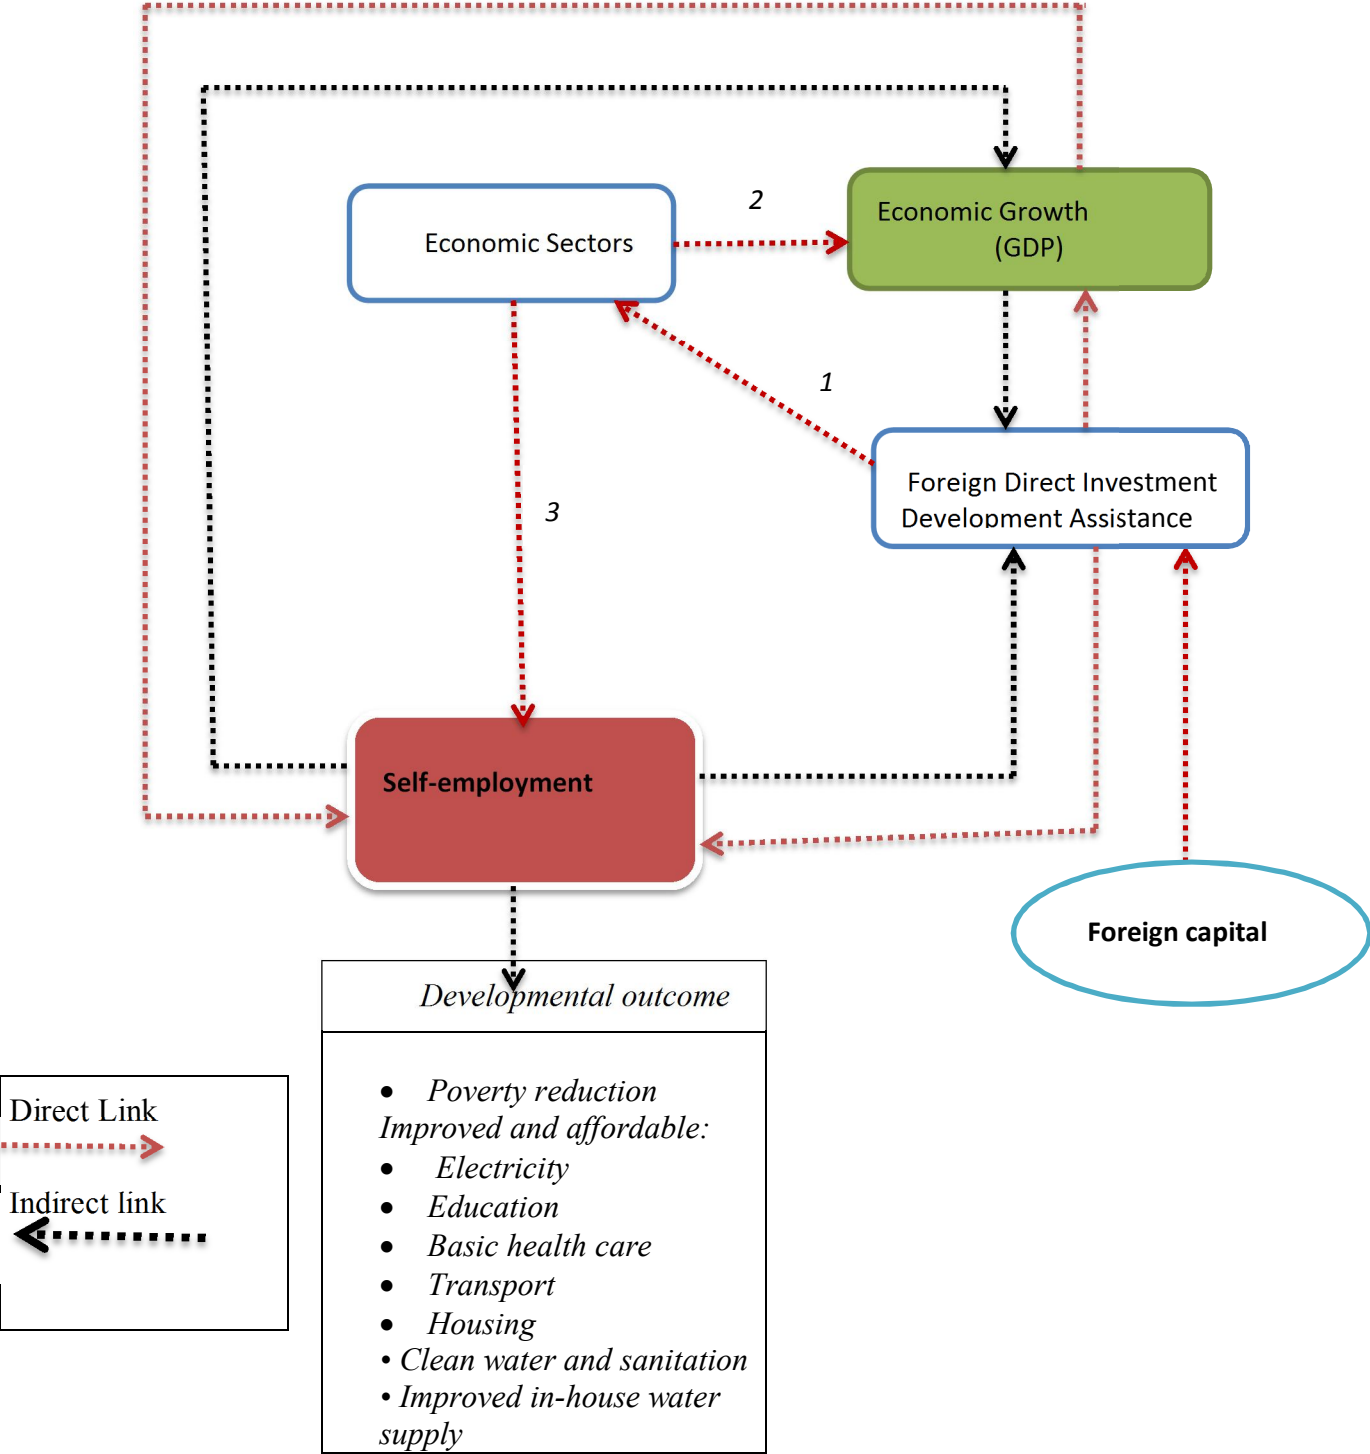 2
Economic Growth
(GDP)
Economic Sectors
1
Foreign Direct Investment
Development Assistance
3
Self-employment
Foreign capital
Developmental outcome
• Poverty reduction
Improved and affordable:
• Electricity
• Education
• Basic health care
• Transport
• Housing
• Clean water and sanitation
• Improved in-house water
supply
Direct Link
Indirect link